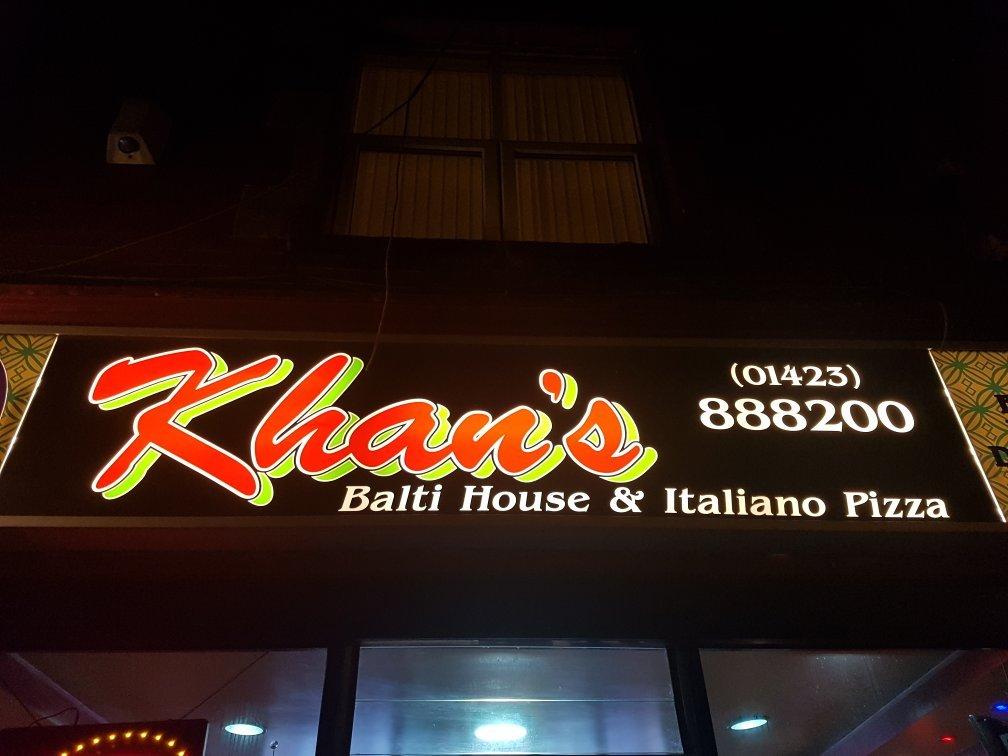 Khan's
(01423)
888200
Balti House & Italiano Pizza